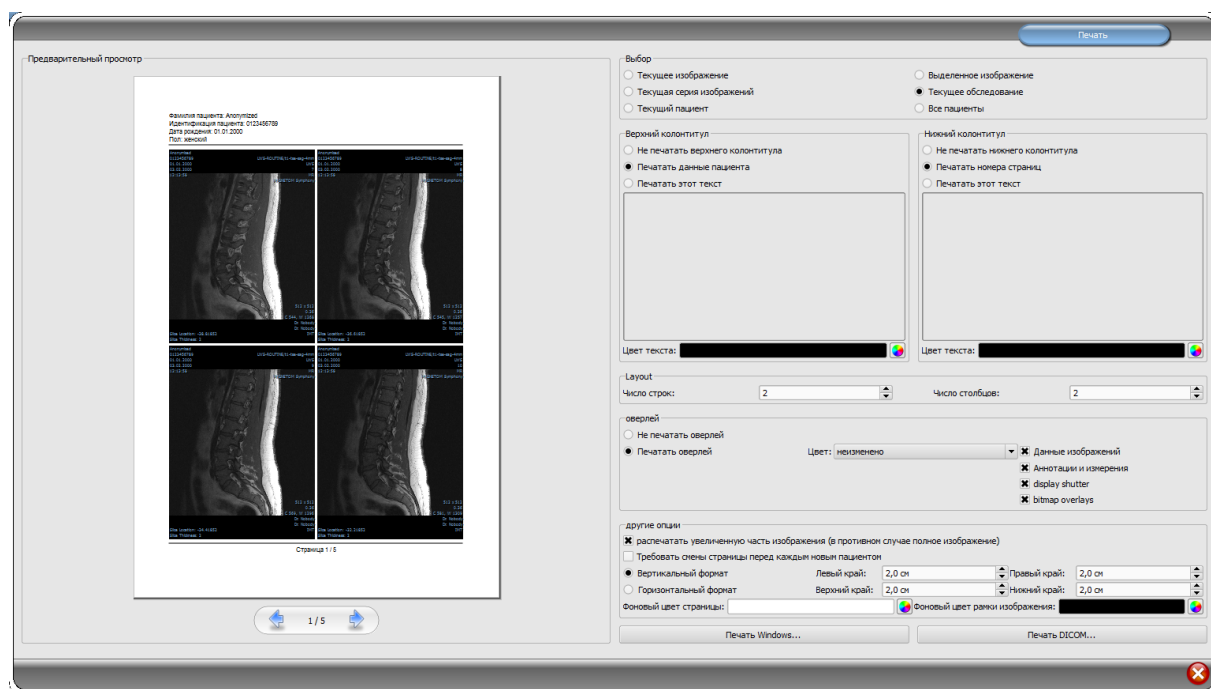 Печать
Предварительный просмотр
Фамилия пациента: Anonymized
Идентификация пациента: 0123456789
Дата рождения: 01.01.2000
Пол: женский
Страница 1 / 5
1 / 5
Выбор
Текущее изображение
Выделенное изображение
Текущая серия изображений
Текущее обследование
Текущий пациент
Все пациенты
Верхний колонтитул
Не печатать верхнего колонтитула
Печатать данные пациента
Печатать этот текст
Цвет текста:
Нижний колонтитул
Не печатать нижнего колонтитула
Печатать номера страниц
Печатать этот текст
Цвет текста:
Layout
Число строк: 2 Число столбцов: 2
оверлей
Не печатать оверлей
Печатать оверлей Цвет: неизменено
Данные изображений
Аннотации и измерения
display shutter
bitmap overlays
другие опции
распечатать увеличенную часть изображения (в противном случае полное изображение)
Требовать смены страницы перед каждым новым пациентом
Вертикальный формат Левый край: 2,0 см Правый край: 2,0 см
Горизонтальный формат Верхний край: 2,0 см Нижний край: 2,0 см
Фоновый цвет страницы: Фоновый цвет рамки изображения:
Печать Windows... Печать DICOM...